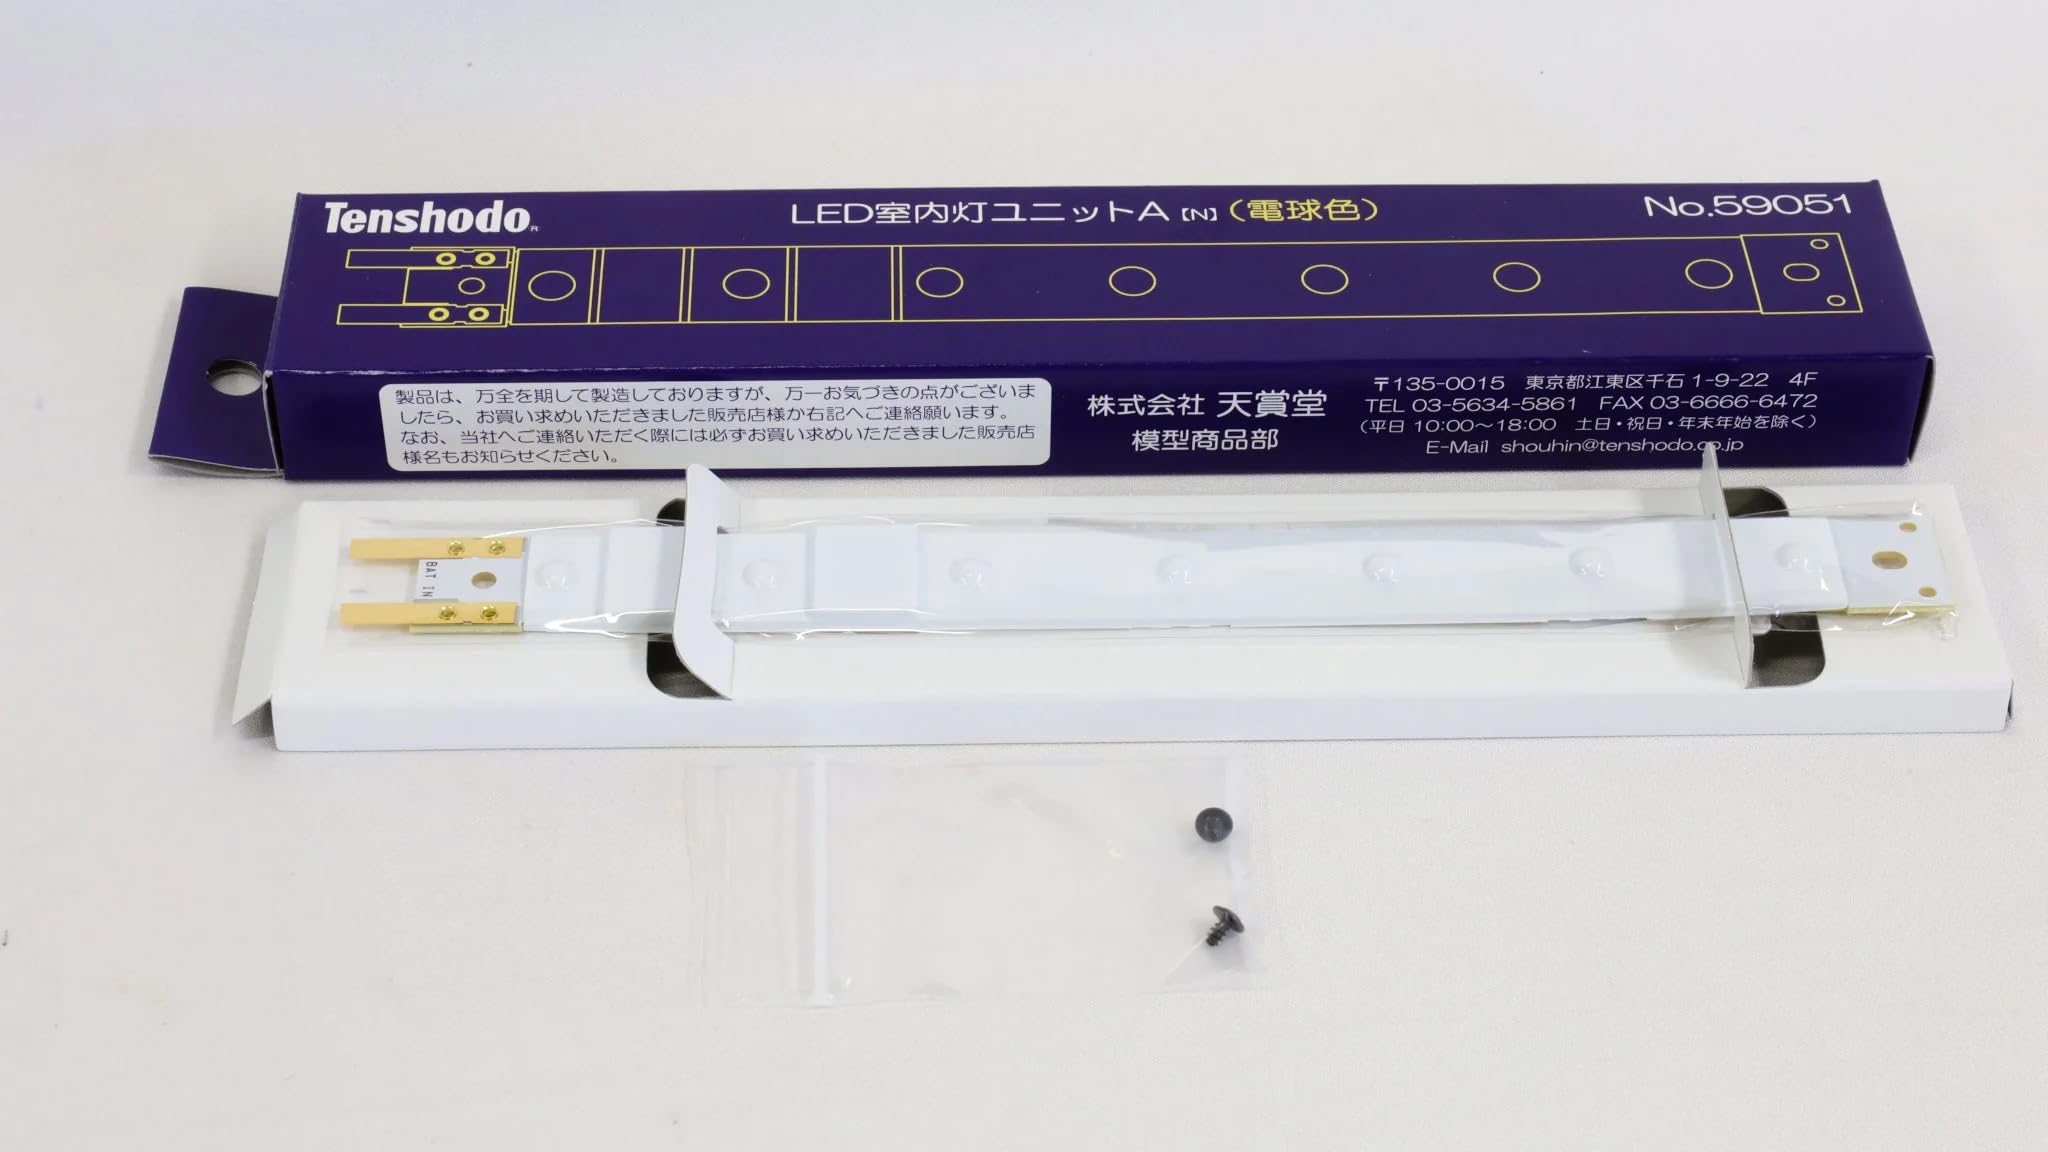 Tenshodo®
LED室内灯ユニットA【N】(電球色)
No.59051
製品は、万全を期して製造しておりますが、万一お気づきの点がございま
したら、お買い求めいただきました販売店様か右記へご連絡願います。
なお、当社へご連絡いただく際には必ずお買い求めいただきました販売店
様名もお知らせください。
株式会社 天賞堂
模型商品部
〒135-0015 東京都江東区千石1-9-22 4F
TEL 03-5634-5861 FAX 03-6666-6472
(平日 10:00~18:00 土日・祝日・年末年始を除く)
E-Mail shouhin@tenshodo.co.jp
BAT IN